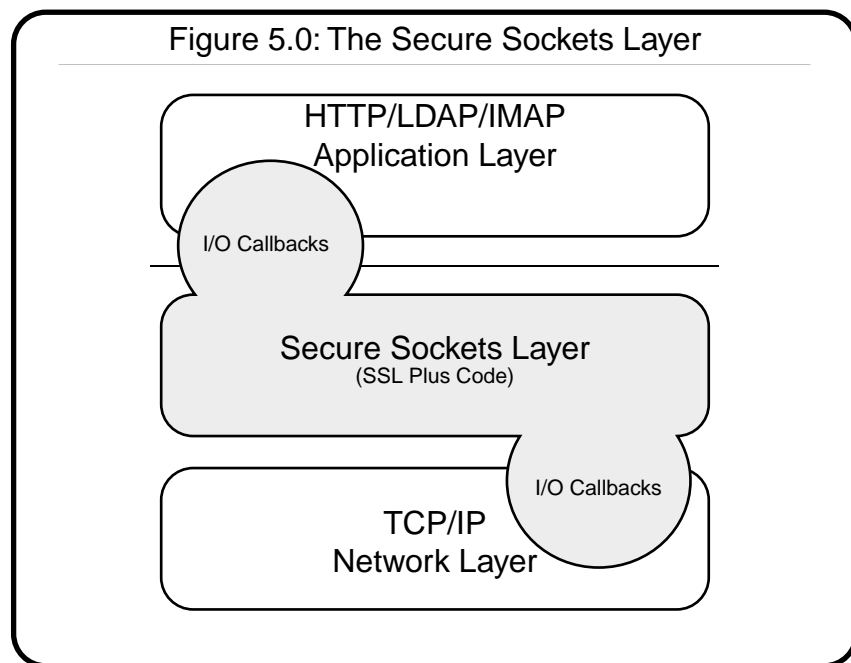 Figure 5.0: The Secure Sockets Layer
HTTP/LDAP/IMAP
Application Layer
I/O Callbacks
Secure Sockets Layer
(SSL Plus Code)
I/O Callbacks
TCP/IP
Network Layer